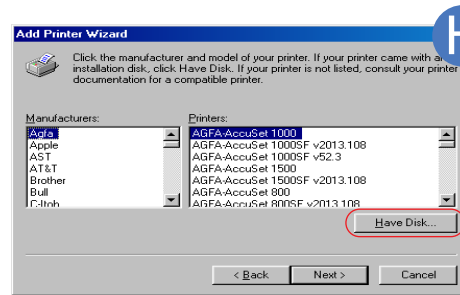 Add Printer Wizard
H
Click the manufacturer and model of your printer. If your printer came with an
installation disk, click Have Disk. If your printer is not listed, consult your printer
documentation for a compatible printer.
Manufacturers:
Printers:
Agfa
Apple
AST
AT&T
Brother
Bull
C-Itoh
AGFA-AccuSet 1000
AGFA-AccuSet 1000SF v2013.108
AGFA-AccuSet 1000SF v52.3
AGFA-AccuSet 1500
AGFA-AccuSet 1500SF v2013.108
AGFA-AccuSet 800
AGFA-AccuSet 800SF v2013.108
Have Disk...
< Back Next > Cancel